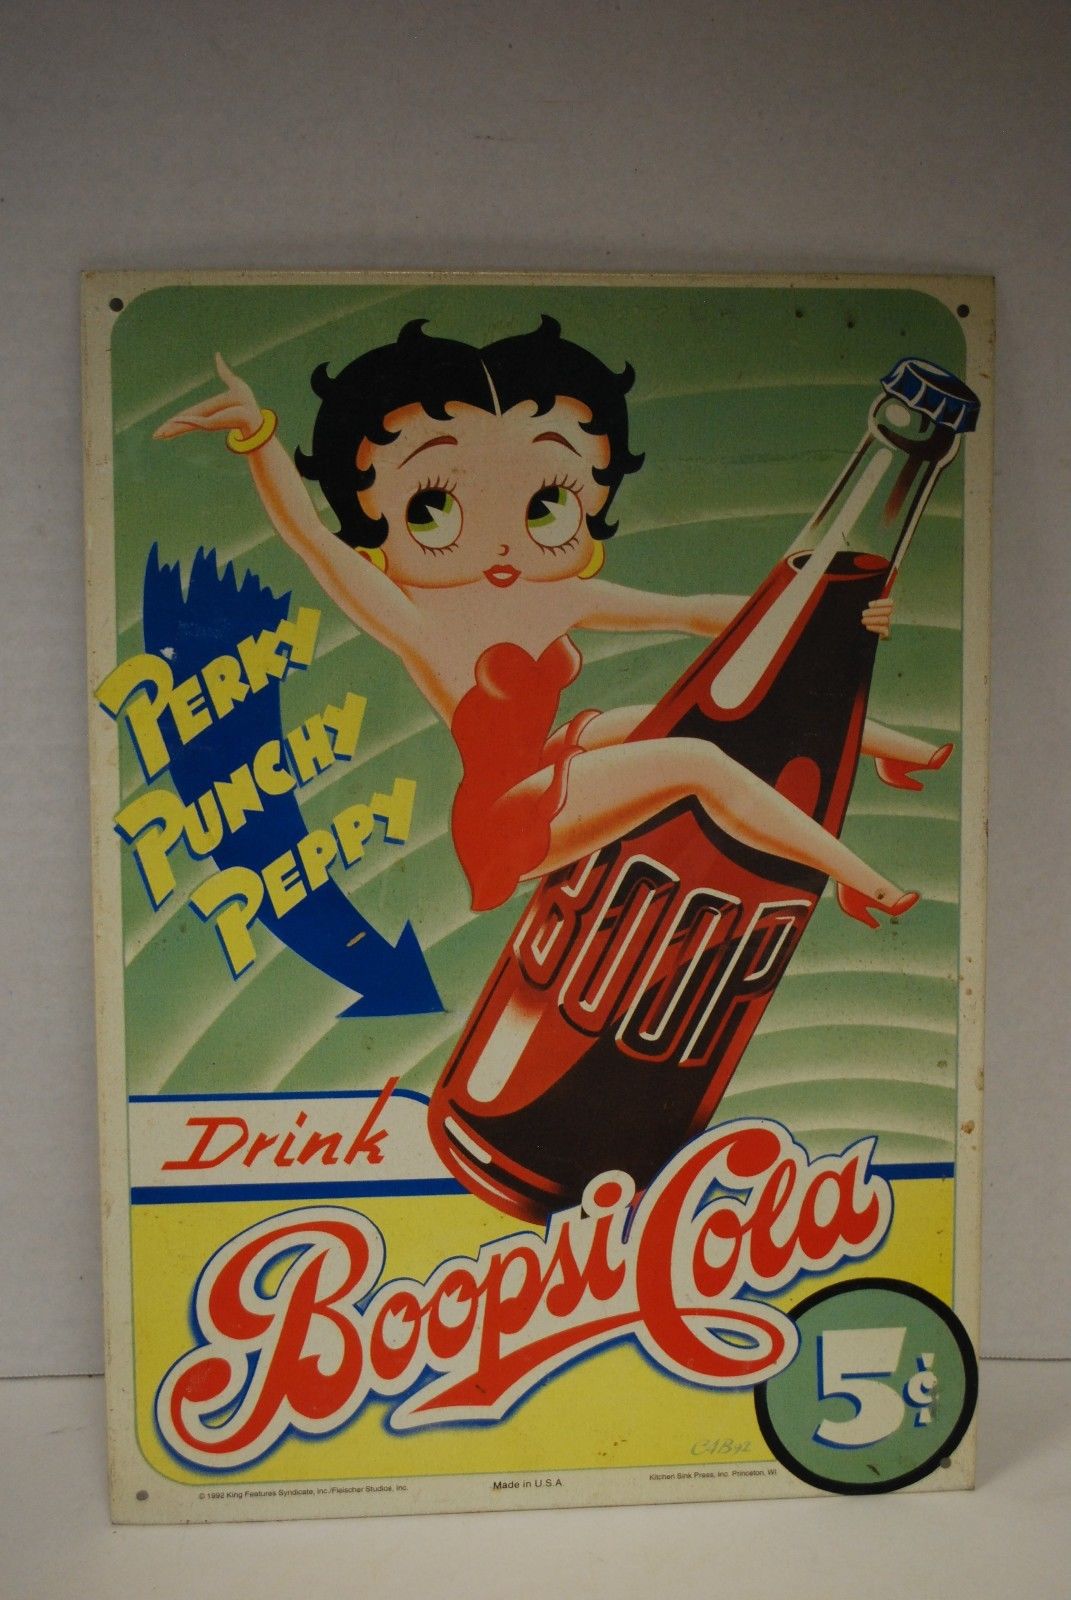 PERKY
PUNCHY
PEPPY
BOOP
Drink
Boopsi Cola
5¢
© 1992 King Features Syndicate, Inc./Fleischer Studios, Inc.
Made in U.S.A.
Kitchen Sink Press, Inc. Princeton, WI